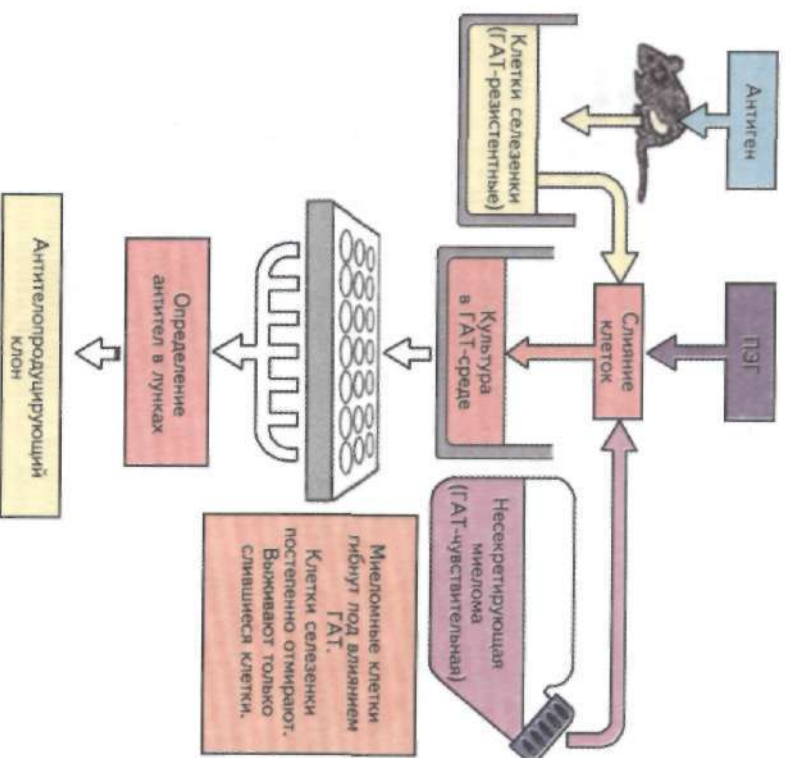 Антиген
ПЭГ
Клетки селезенки
(ГАТ-резистентные)
Слияние
клеток
Несекретирующая
миелома
(ГАТ-чувствительная)
Культура
в ГАТ-среде
Миеломные клетки
гибнут под влиянием
ГАТ.
Клетки селезенки
постепенно отмирают.
Выживают только
слившиеся клетки.
Определение
антител в лунках
Антителопродуцирующий
клон